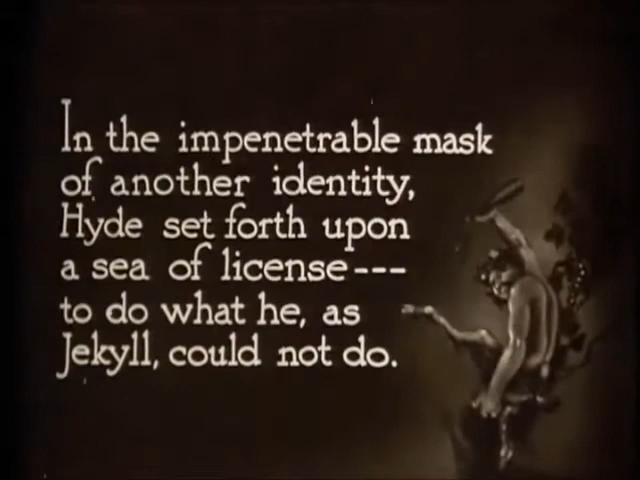 In the impenetrable mask
of another identity,
Hyde set forth upon
a sea of license---
to do what he, as
Jekyll, could not do.